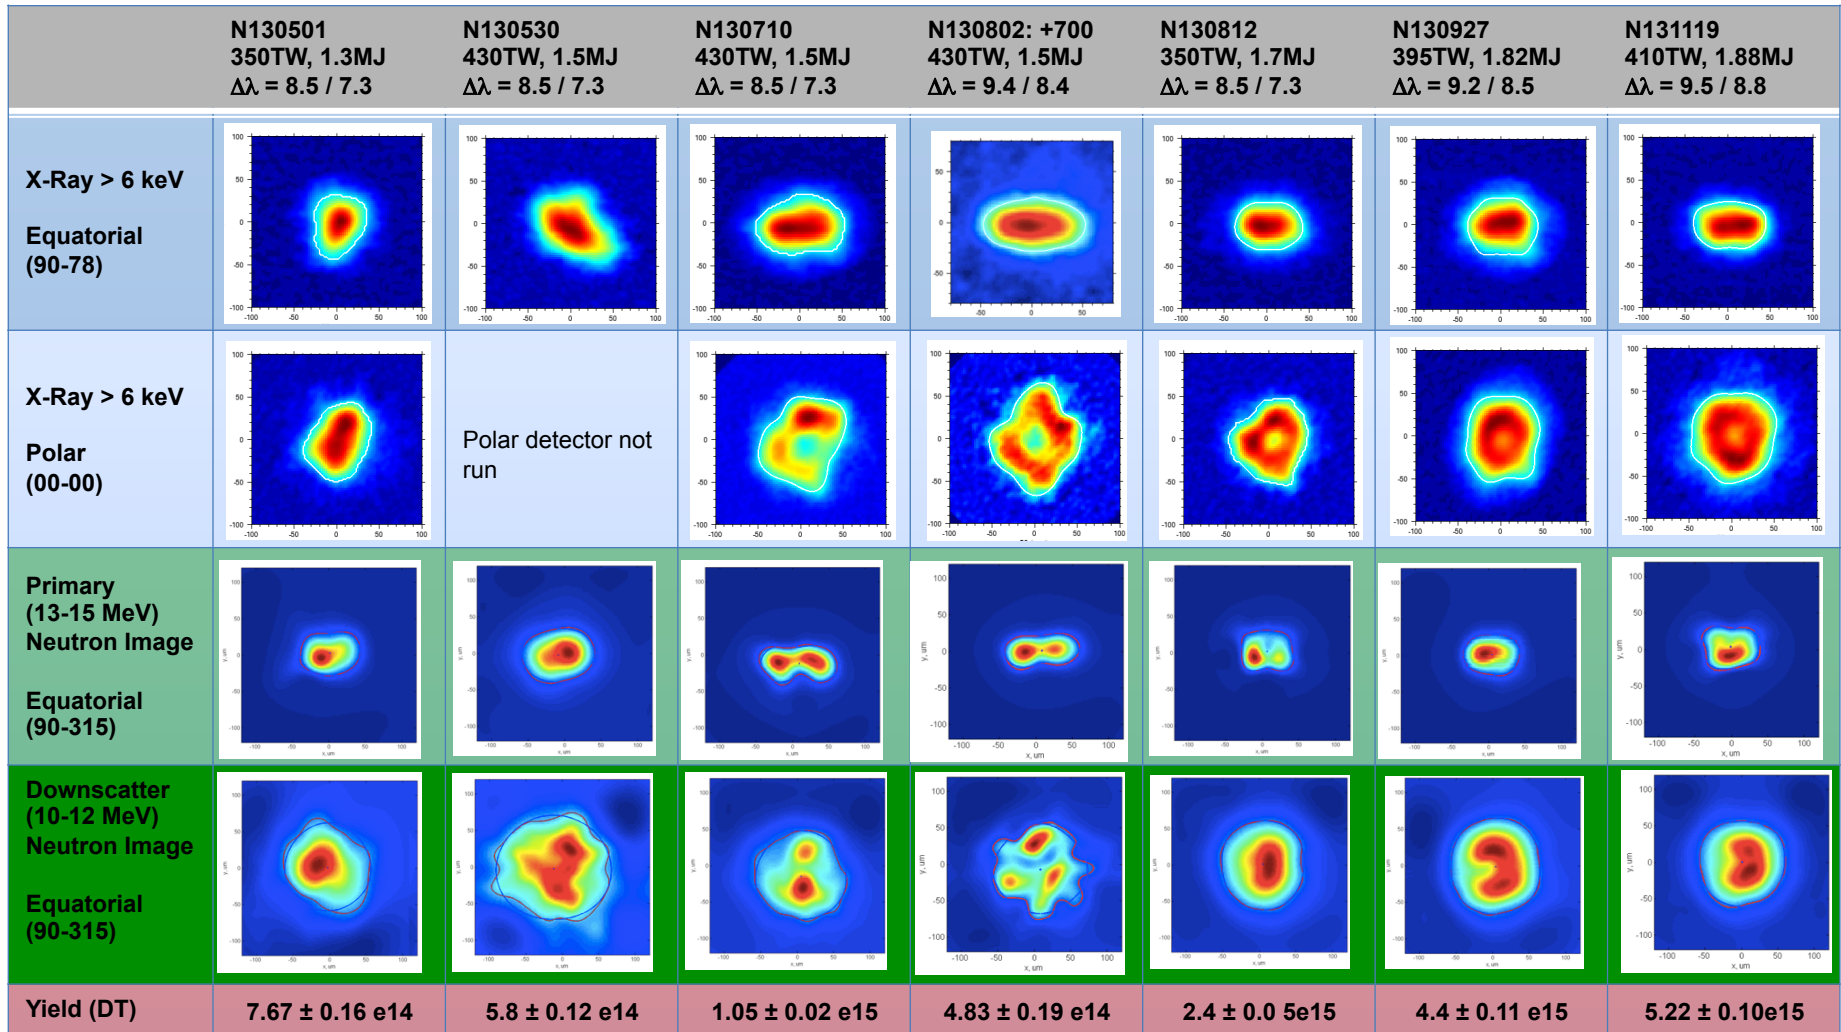 N130501
350TW, 1.3MJ
Δλ = 8.5 / 7.3
N130530
430TW, 1.5MJ
Δλ = 8.5 / 7.3
N130710
430TW, 1.5MJ
Δλ = 8.5 / 7.3
N130802: +700
430TW, 1.5MJ
Δλ = 9.4 / 8.4
N130812
350TW, 1.7MJ
Δλ = 8.5 / 7.3
N130927
395TW, 1.82MJ
Δλ = 9.2 / 8.5
N131119
410TW, 1.88MJ
Δλ = 9.5 / 8.8
X-Ray > 6 keV
Equatorial
(90-78)
X-Ray > 6 keV
Polar
(00-00)
Polar detector not
run
Primary
(13-15 MeV)
Neutron Image
Equatorial
(90-315)
Downscatter
(10-12 MeV)
Neutron Image
Equatorial
(90-315)
Yield (DT)
7.67 ± 0.16 e14
5.8 ± 0.12 e14
1.05 ± 0.02 e15
4.83 ± 0.19 e14
2.4 ± 0.0 5e15
4.4 ± 0.11 e15
5.22 ± 0.10e15